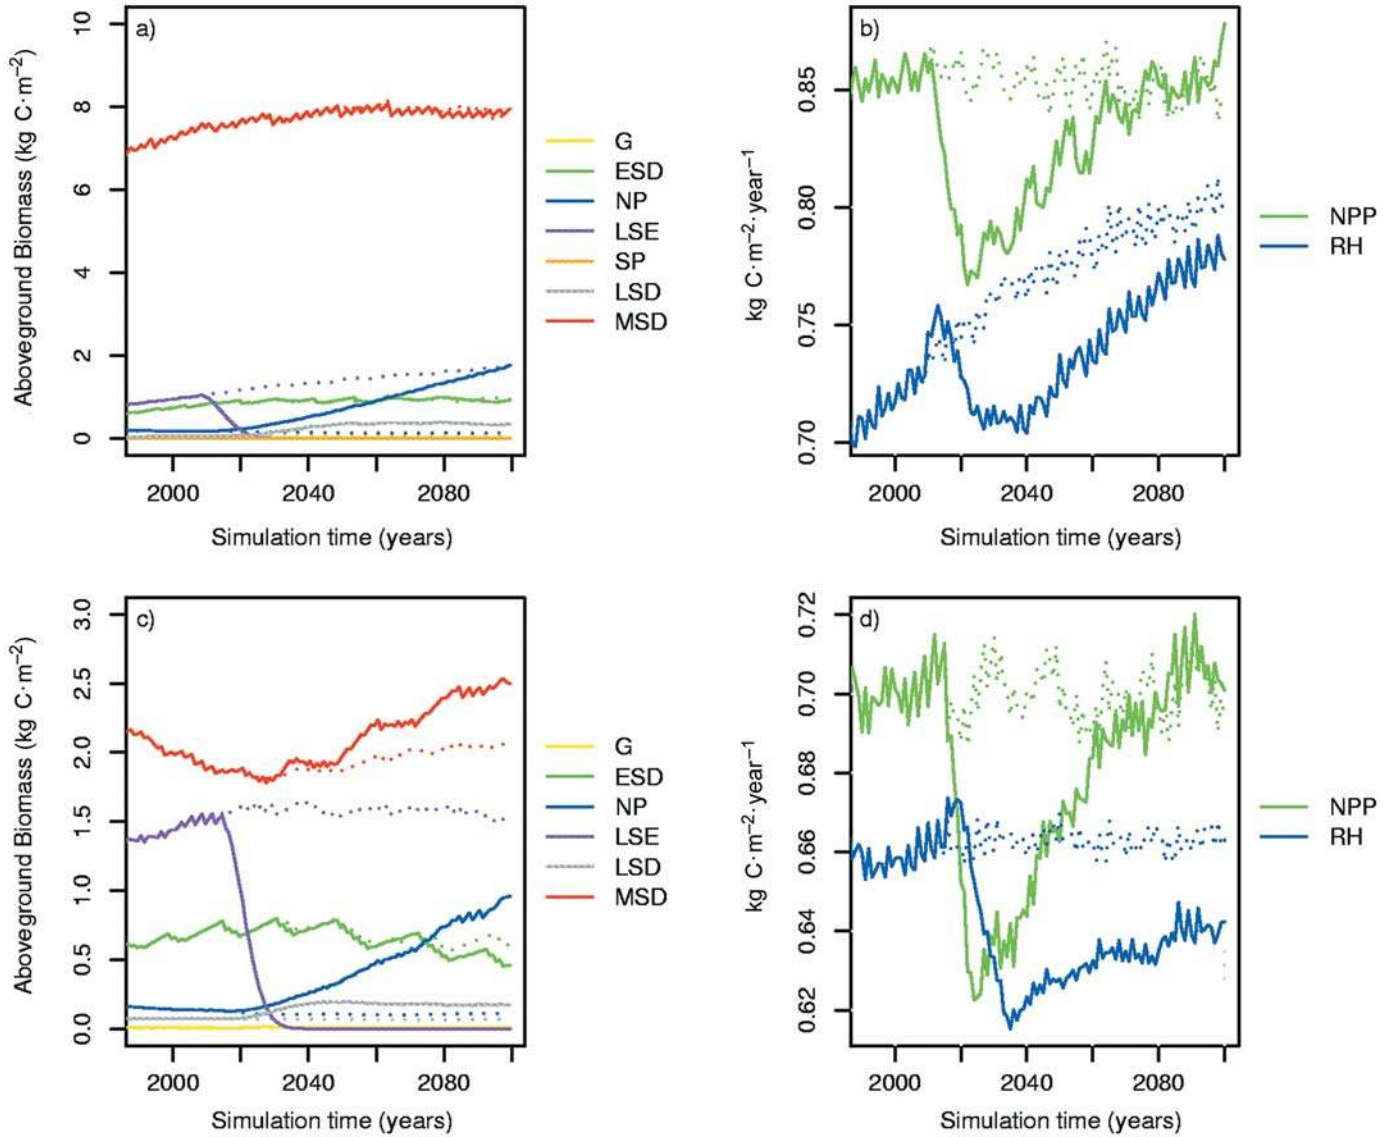 a)
10
8
6
4
2
0
Aboveground Biomass (kg C·m⁻²)
2000 2040 2080
Simulation time (years)
G
ESD
NP
LSE
SP
LSD
MSD
b)
0.85
0.80
0.75
0.70
kg C·m⁻²·year⁻¹
2000 2040 2080
Simulation time (years)
NPP
RH
c)
3.0
2.5
2.0
1.5
1.0
0.5
0.0
Aboveground Biomass (kg C·m⁻²)
2000 2040 2080
Simulation time (years)
G
ESD
NP
LSE
LSD
MSD
d)
0.72
0.70
0.68
0.66
0.64
0.62
kg C·m⁻²·year⁻¹
2000 2040 2080
Simulation time (years)
NPP
RH